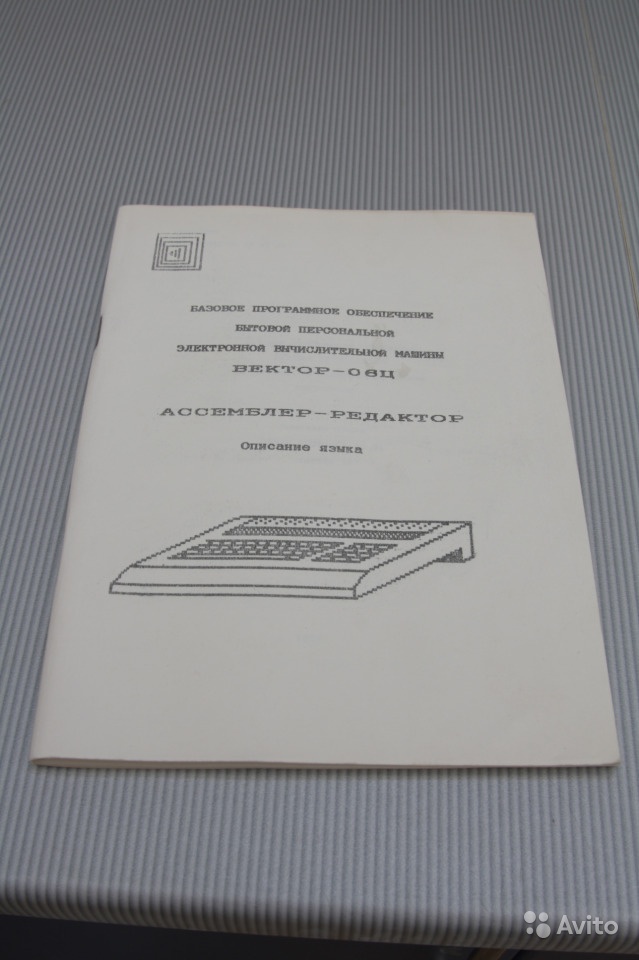 БАЗОВОЕ ПРОГРАММНОЕ ОБЕСПЕЧЕНИЕ
БЫТОВОЙ ПЕРСОНАЛЬНОЙ
ЭЛЕКТРОННОЙ ВЫЧИСЛИТЕЛЬНОЙ МАШИНЫ
ВЕКТОР-06Ц
АССЕМБЛЕР-РЕДАКТОР
Описание языка
Avito